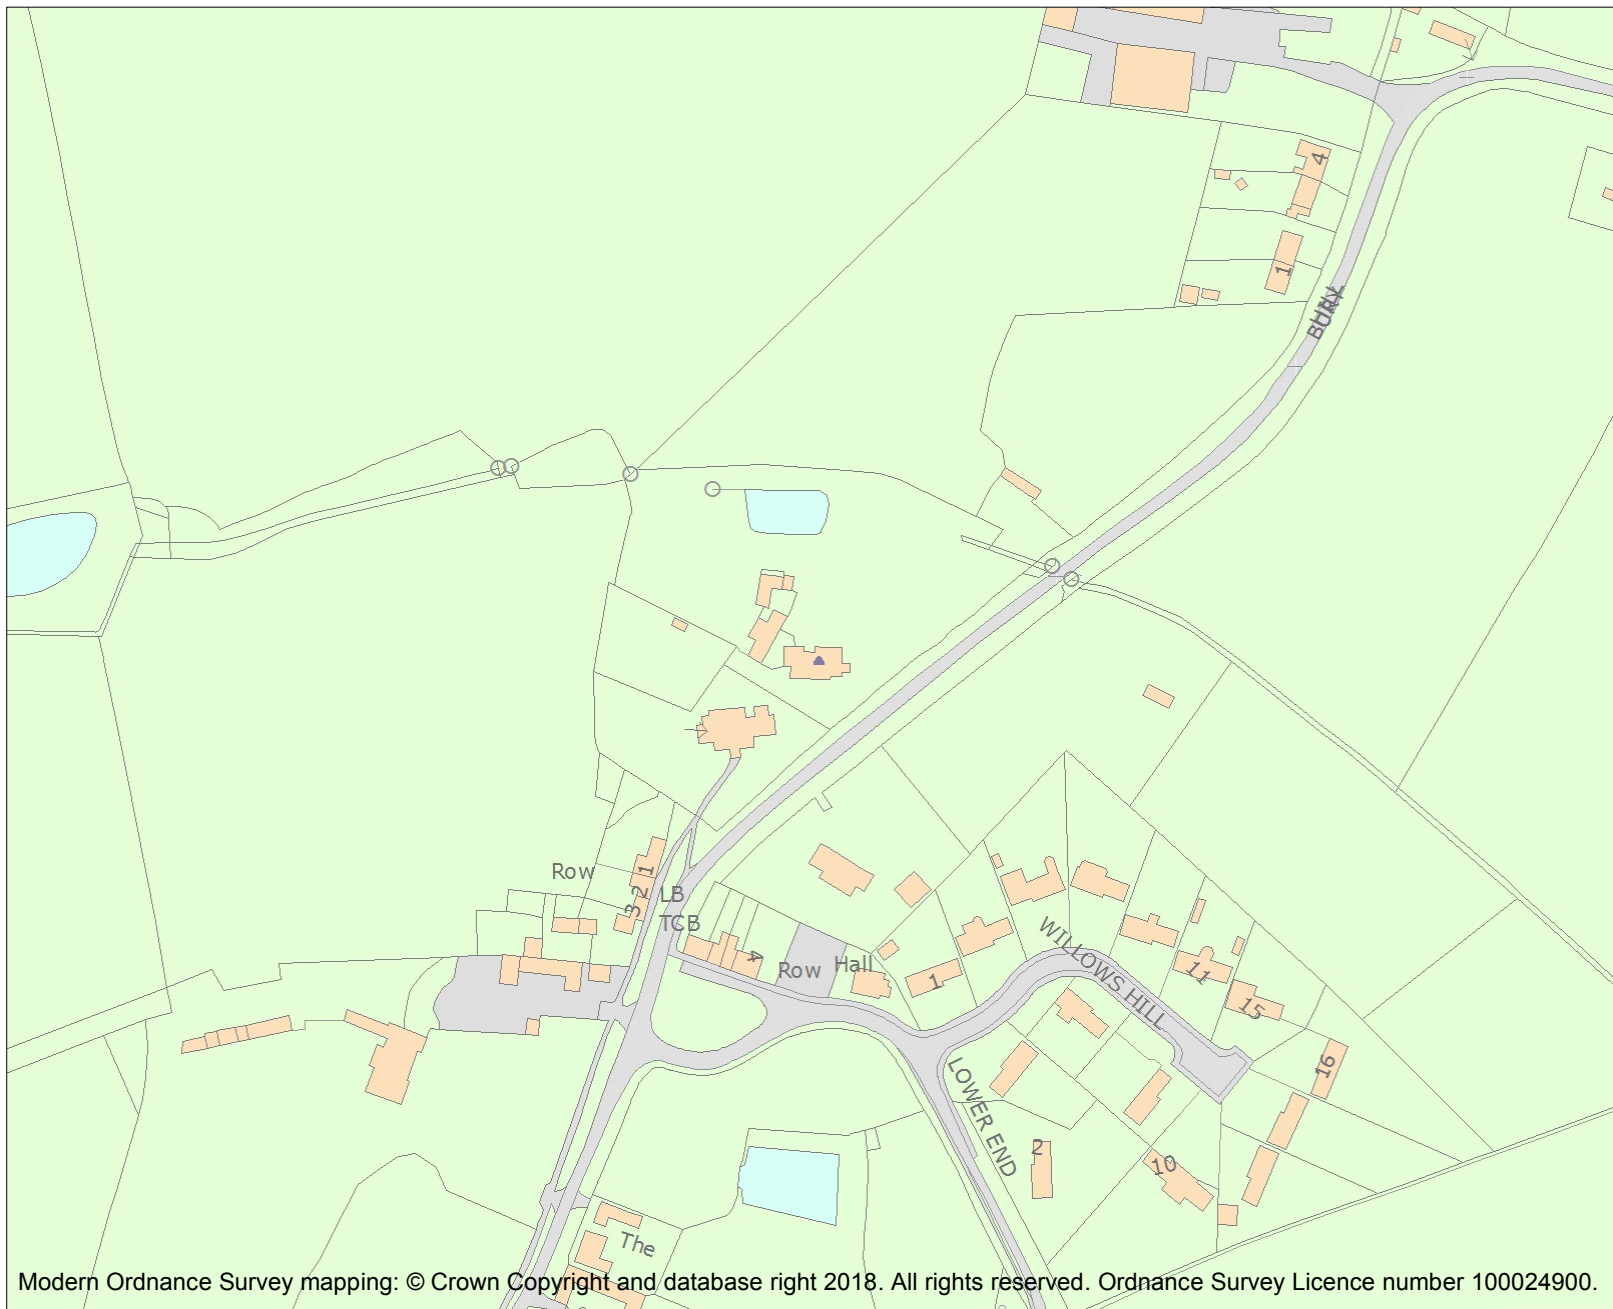 4
1
BURY
HILL
Row
1
2
3
LB
TCB
4
Row
Hall
1
WILLOWS HILL
11
15
16
LOWER END
2
10
The
Modern Ordnance Survey mapping: © Crown Copyright and database right 2018. All rights reserved. Ordnance Survey Licence number 100024900.